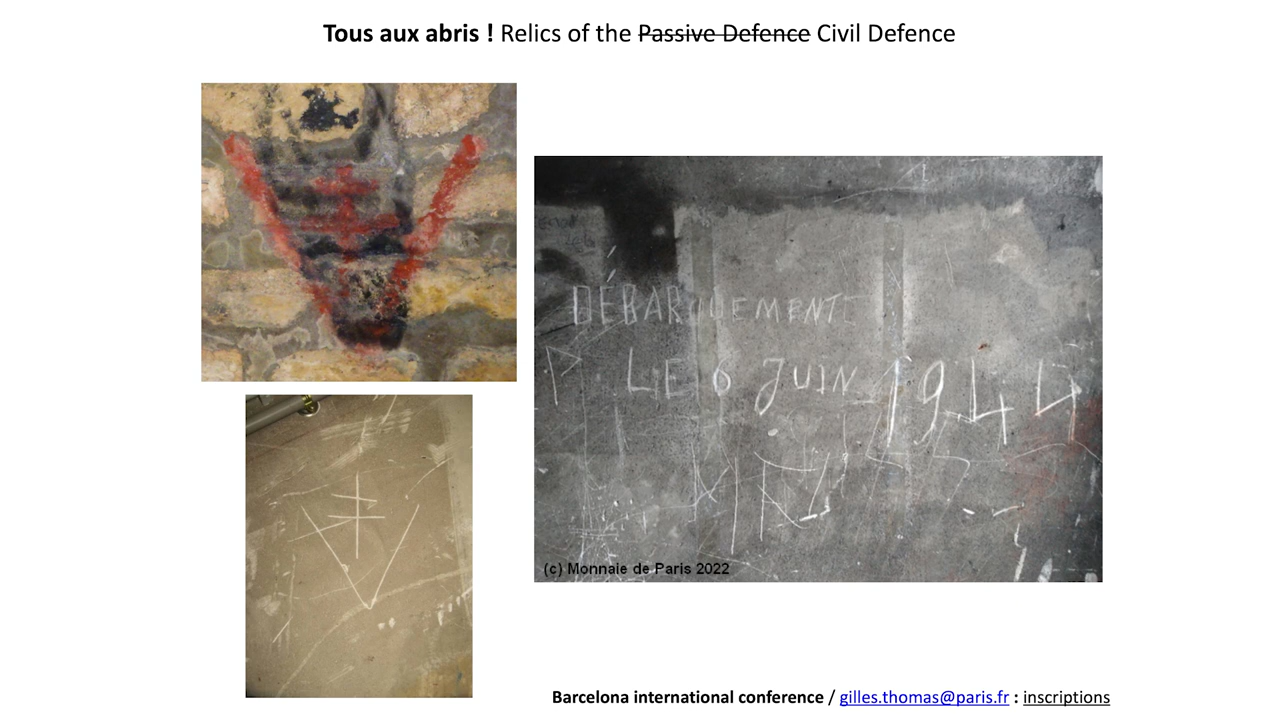 Tous aux abris ! Relics of the Passive Defence Civil Defence
DÉBARQUEMENT
LE 6 JUIN 1944
(c) Monnaie de Paris 2022
Barcelona international conference / gilles.thomas@paris.fr : inscriptions